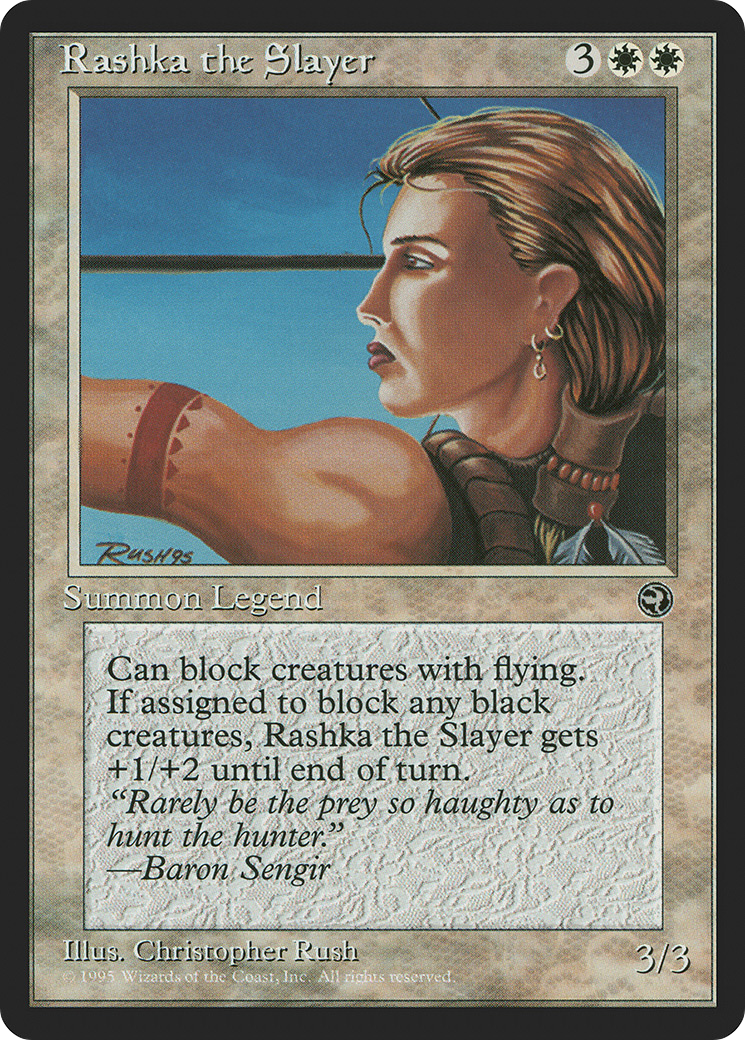 Rashka the Slayer 3
RUSH 95
Summon Legend
Can block creatures with flying.
If assigned to block any black
creatures, Rashka the Slayer gets
+1/+2 until end of turn.
“Rarely be the prey so haughty as to
hunt the hunter.”
—Baron Sengir
Illus. Christopher Rush
3/3
© 1995 Wizards of the Coast, Inc. All rights reserved.